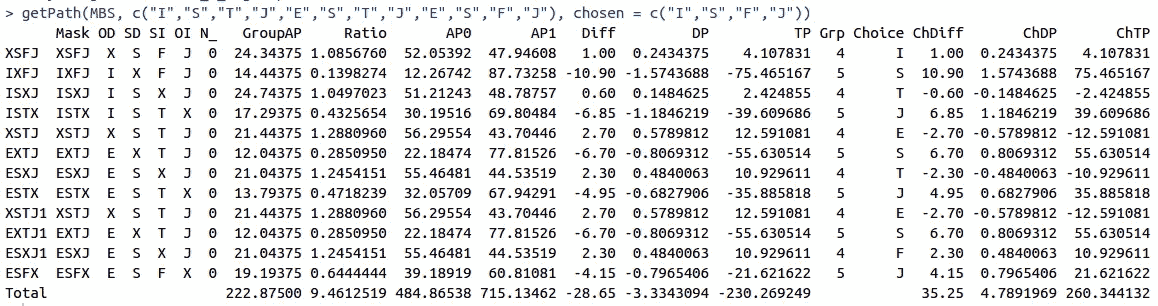 > getPath(MBS, c("I","S","T","J","E","S","T","J","E","S","F","J"), chosen = c("I","S","F","J"))
Mask OD SD SI OI N_ GroupAP Ratio AP0 AP1 Diff DP TP Grp Choice ChDiff ChDP ChTP
XSFJ XSFJ X S F J 0 24.34375 1.0856760 52.05392 47.94608 1.00 0.2434375 4.107831 4 I 1.00 0.2434375 4.107831
IXFJ IXFJ I X F J 0 14.44375 0.1398274 12.26742 87.73258 -10.90 -1.5743688 -75.465167 5 S 10.90 1.5743688 75.465167
ISXJ ISXJ I S X J 0 24.74375 1.0497023 51.21243 48.78757 0.60 0.1484625 2.424855 4 T -0.60 -0.1484625 -2.424855
ISTX ISTX I S T X 0 17.29375 0.4325654 30.19516 69.80484 -6.85 -1.1846219 -39.609686 5 J 6.85 1.1846219 39.609686
XSTJ XSTJ X S T J 0 21.44375 1.2880960 56.29554 43.70446 2.70 0.5789812 12.591081 4 E -2.70 -0.5789812 -12.591081
EXTJ EXTJ E X T J 0 12.04375 0.2850950 22.18474 77.81526 -6.70 -0.8069312 -55.630514 5 S 6.70 0.8069312 55.630514
ESXJ ESXJ E S X J 0 21.04375 1.2454151 55.46481 44.53519 2.30 0.4840063 10.929611 4 T -2.30 -0.4840063 -10.929611
ESTX ESTX E S T X 0 13.79375 0.4718239 32.05709 67.94291 -4.95 -0.6827906 -35.885818 5 J 4.95 0.6827906 35.885818
XSTJ1 XSTJ X S T J 0 21.44375 1.2880960 56.29554 43.70446 2.70 0.5789812 12.591081 4 E -2.70 -0.5789812 -12.591081
EXTJ1 EXTJ E X T J 0 12.04375 0.2850950 22.18474 77.81526 -6.70 -0.8069312 -55.630514 5 S 6.70 0.8069312 55.630514
ESXJ1 ESXJ E S X J 0 21.04375 1.2454151 55.46481 44.53519 2.30 0.4840063 10.929611 4 F 2.30 0.4840063 10.929611
ESFX ESFX E S F X 0 19.19375 0.6444444 39.18919 60.81081 -4.15 -0.7965406 -21.621622 5 J 4.15 0.7965406 21.621622
Total 222.87500 9.4612519 484.86538 715.13462 -28.65 -3.3343094 -230.269249 35.25 4.7891969 260.344132